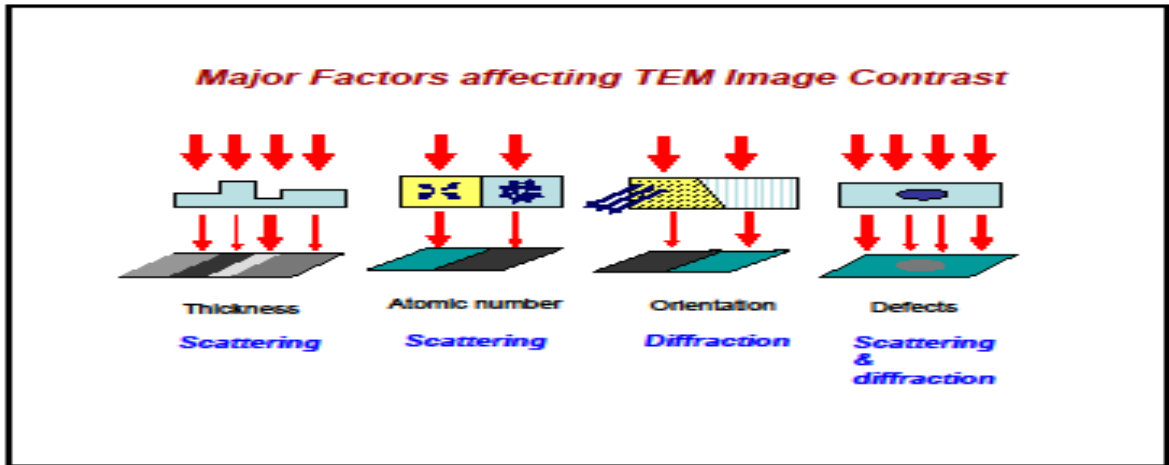 Major Factors affecting TEM Image Contrast
Thickness
Scattering
Atomic number
Scattering
Orientation
Diffraction
Defects
Scattering
&
diffraction